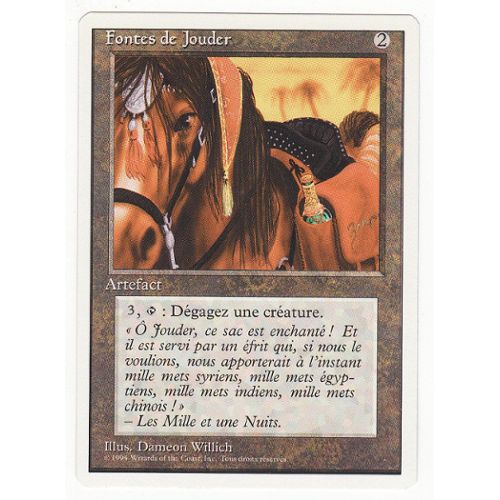 Fontes de Jouder 2
Artefact
3, : Dégagez une créature.
« Ô Jouder, ce sac est enchanté ! Et
il est servi par un éfrit qui, si nous le
voulions, nous apporterait à l'instant
mille mets syriens, mille mets égyp-
tiens, mille mets indiens, mille mets
chinois ! »
– Les Mille et une Nuits.
Illus. Dameon Willich
© 1994 Wizards of the Coast, Inc. Tous droits réservés